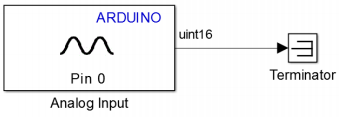 ARDUINO
uint16
Pin 0
Terminator
Analog Input